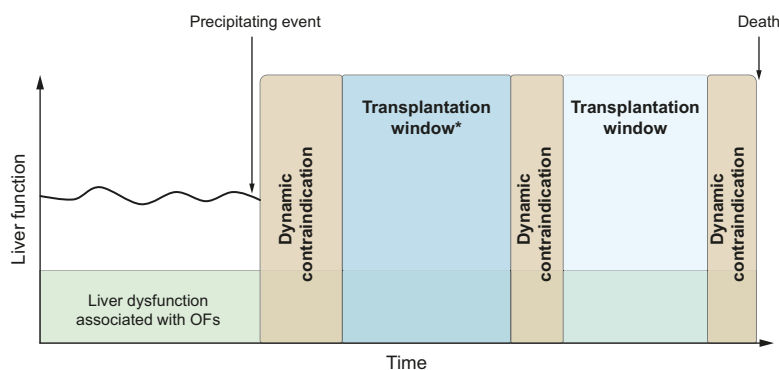 Precipitating event
Death
Liver function
Dynamic
contraindication
Transplantation
window*
Dynamic
contraindication
Transplantation
window
Dynamic
contraindication
Liver dysfunction
associated with OFs
Time